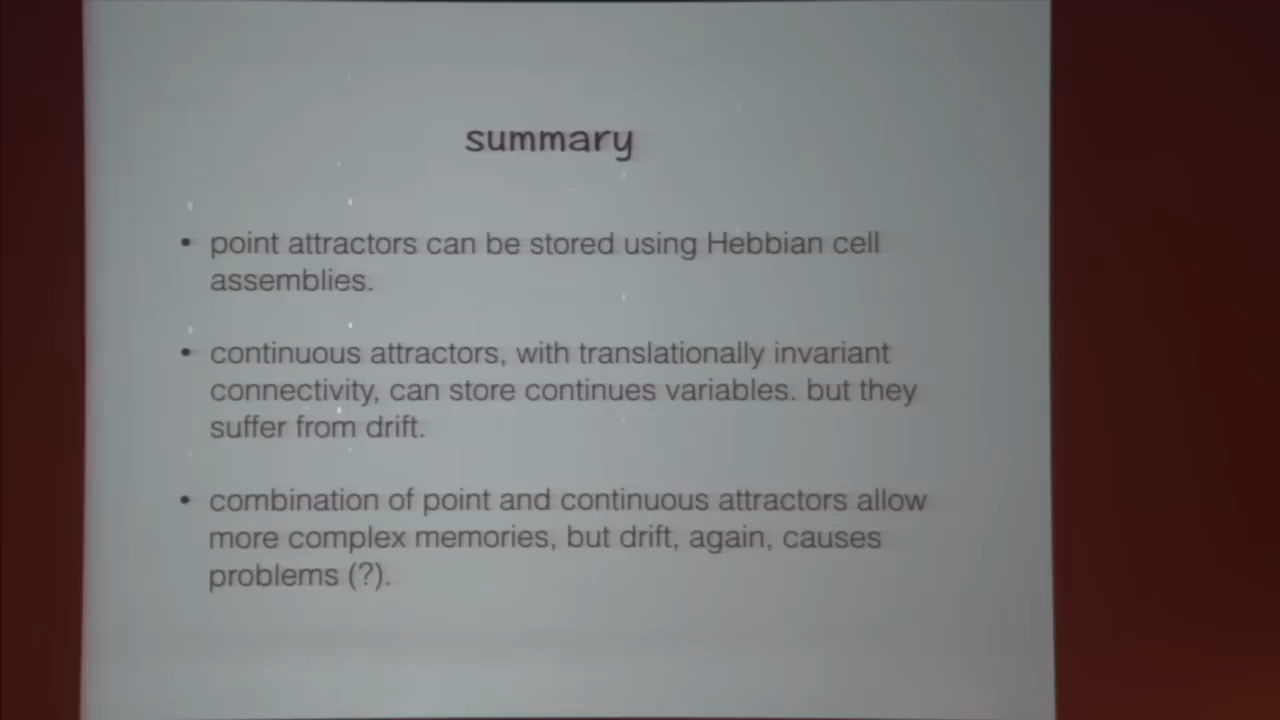 summary
• point attractors can be stored using Hebbian cell
assemblies.
• continuous attractors, with translationally invariant
connectivity, can store continues variables. but they
suffer from drift.
• combination of point and continuous attractors allow
more complex memories, but drift, again, causes
problems (?).